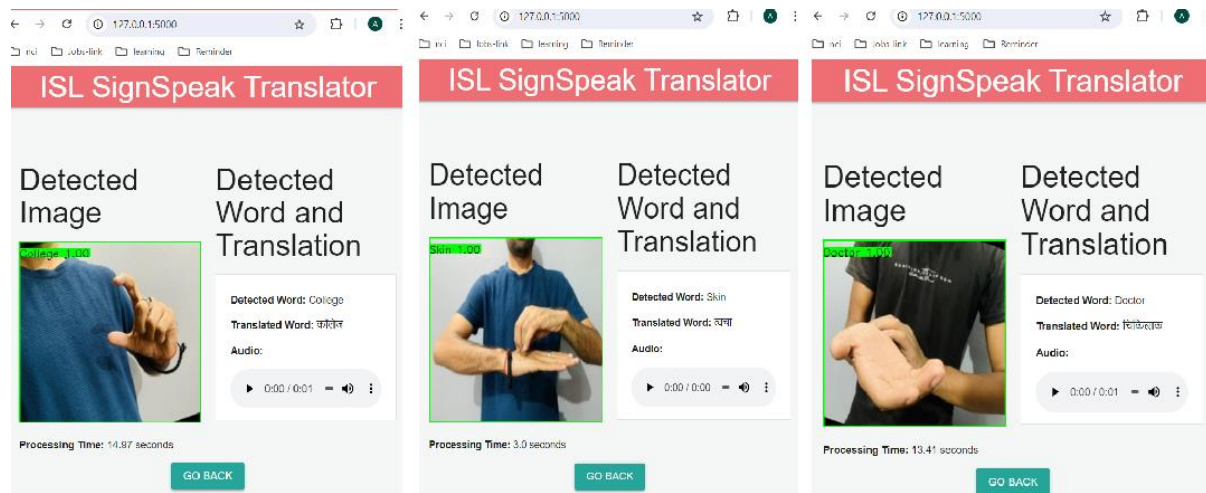 127.0.0.1:5000
nci
Jobs-link
learning
Reminder
ISL SignSpeak Translator
Detected
Image
College 1.00
Detected
Word and
Translation
Detected Word: College
Translated Word: कॉलेज
Audio:
0:00 / 0:01
Processing Time: 14.97 seconds
GO BACK
127.0.0.1:5000
nci
Jobs-link
learning
Reminder
ISL SignSpeak Translator
Detected
Image
Skin 1.00
Detected
Word and
Translation
Detected Word: Skin
Translated Word: त्वचा
Audio:
0:00 / 0:00
Processing Time: 3.0 seconds
GO BACK
127.0.0.1:5000
nci
Jobs-link
learning
Reminder
ISL SignSpeak Translator
Detected
Image
Doctor 1.00
Detected
Word and
Translation
Detected Word: Doctor
Translated Word: चिकित्सक
Audio:
0:00 / 0:01
Processing Time: 13.41 seconds
GO BACK